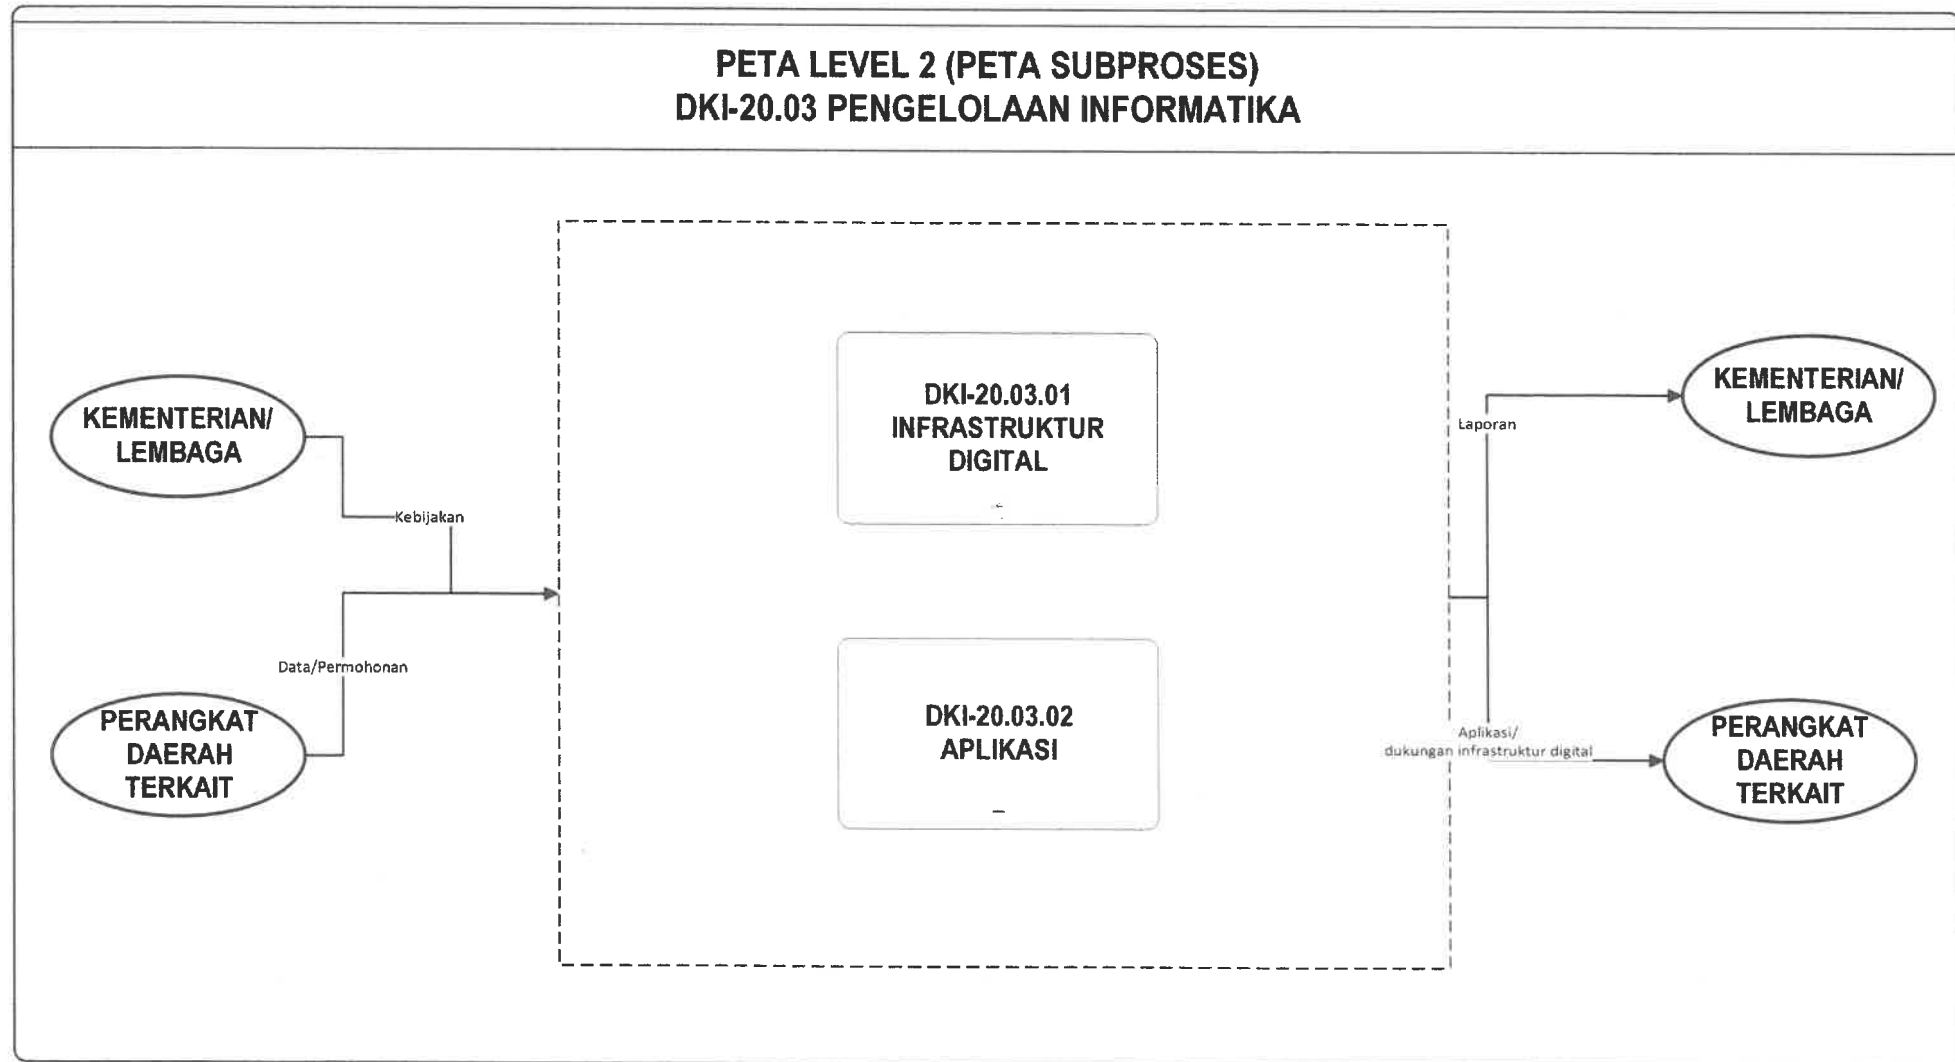 PETA LEVEL 2 (PETA SUBPROSES)
DKI-20.03 PENGELOLAAN INFORMATIKA
KEMENTERIAN/
LEMBAGA
Kebijakan
Data/Permohonan
PERANGKAT
DAERAH
TERKAIT
DKI-20.03.01
INFRASTRUKTUR
DIGITAL
DKI-20.03.02
APLIKASI
KEMENTERIAN/
LEMBAGA
Laporan
Aplikasi/
dukungan infrastruktur digital
PERANGKAT
DAERAH
TERKAIT